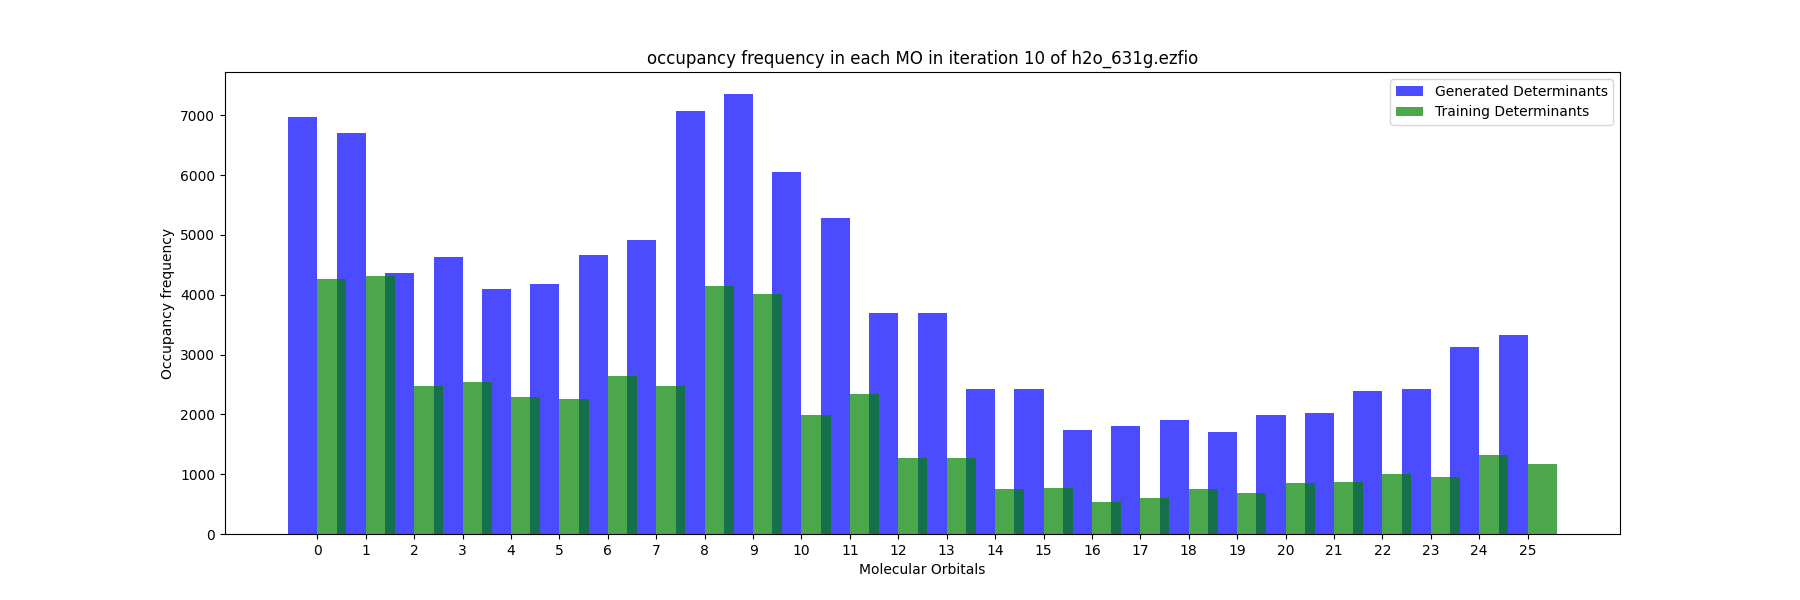 occupancy frequency in each MO in iteration 10 of h2o_631g.ezfio
Generated Determinants
Training Determinants
7000
6000
5000
4000
3000
2000
1000
0
Occupancy frequency
0 1 2 3 4 5 6 7 8 9 10 11 12 13 14 15 16 17 18 19 20 21 22 23 24 25
Molecular Orbitals